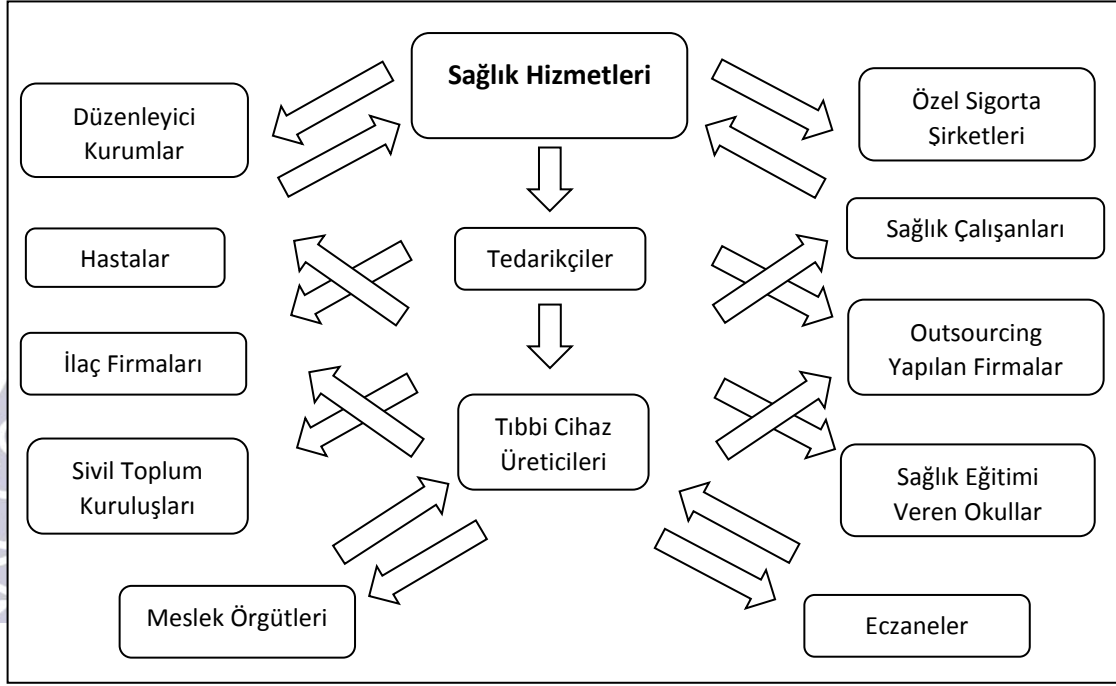 Sağlık Hizmetleri
Düzenleyici
Kurumlar
Özel Sigorta
Şirketleri
Hastalar
Tedarikçiler
Sağlık Çalışanları
İlaç Firmaları
Outsourcing
Yapılan Firmalar
Sivil Toplum
Kuruluşları
Tıbbi Cihaz
Üreticileri
Sağlık Eğitimi
Veren Okullar
Meslek Örgütleri
Eczaneler